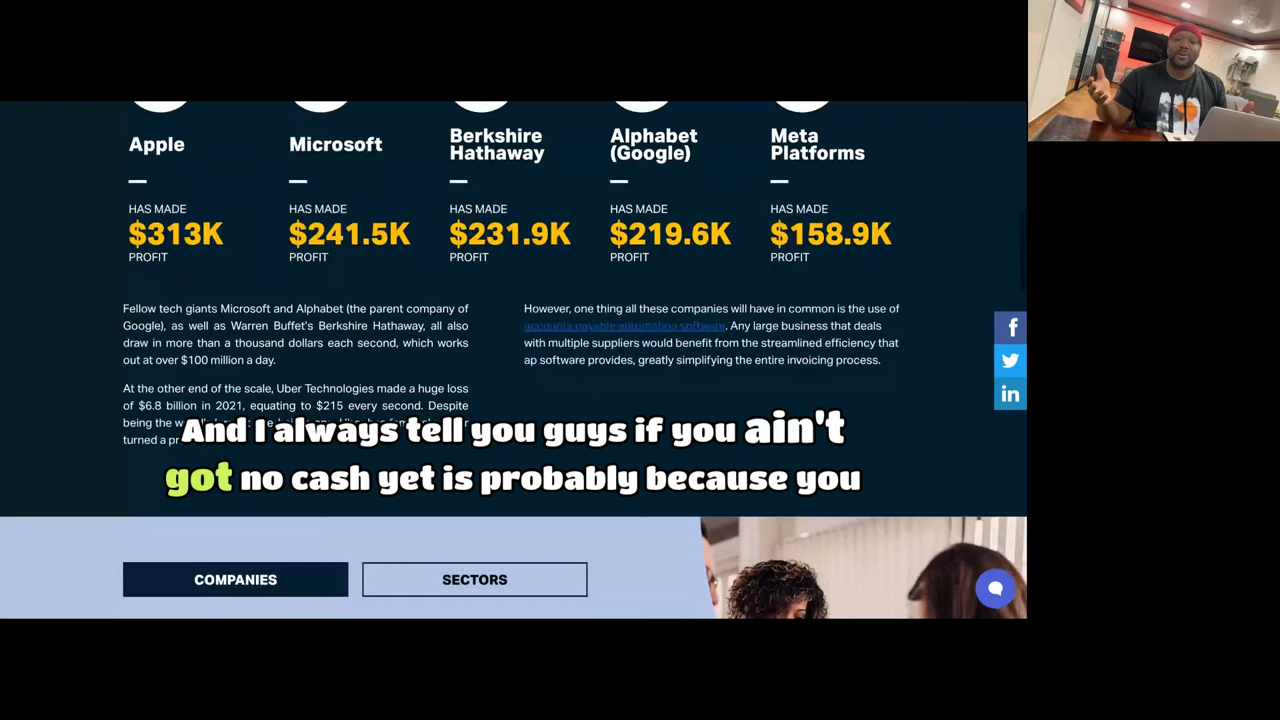 Apple
Microsoft
Berkshire
Hathaway
Alphabet
(Google)
Meta
Platforms
HAS MADE
$313K
PROFIT
HAS MADE
$241.5K
PROFIT
HAS MADE
$231.9K
PROFIT
HAS MADE
$219.6K
PROFIT
HAS MADE
$158.9K
PROFIT
Fellow tech giants Microsoft and Alphabet (the parent company of
Google), as well as Warren Buffet's Berkshire Hathaway, all also
draw in more than a thousand dollars each second, which works
out at over $100 million a day.
At the other end of the scale, Uber Technologies made a huge loss
of $6.8 billion in 2021, equating to $215 every second. Despite
being the
turned a
However, one thing all these companies will have in common is the use of
accounts payable automating software. Any large business that deals
with multiple suppliers would benefit from the streamlined efficiency that
ap software provides, greatly simplifying the entire invoicing process.
And I always tell you guys if you ain't
got no cash yet is probably because you
COMPANIES
SECTORS